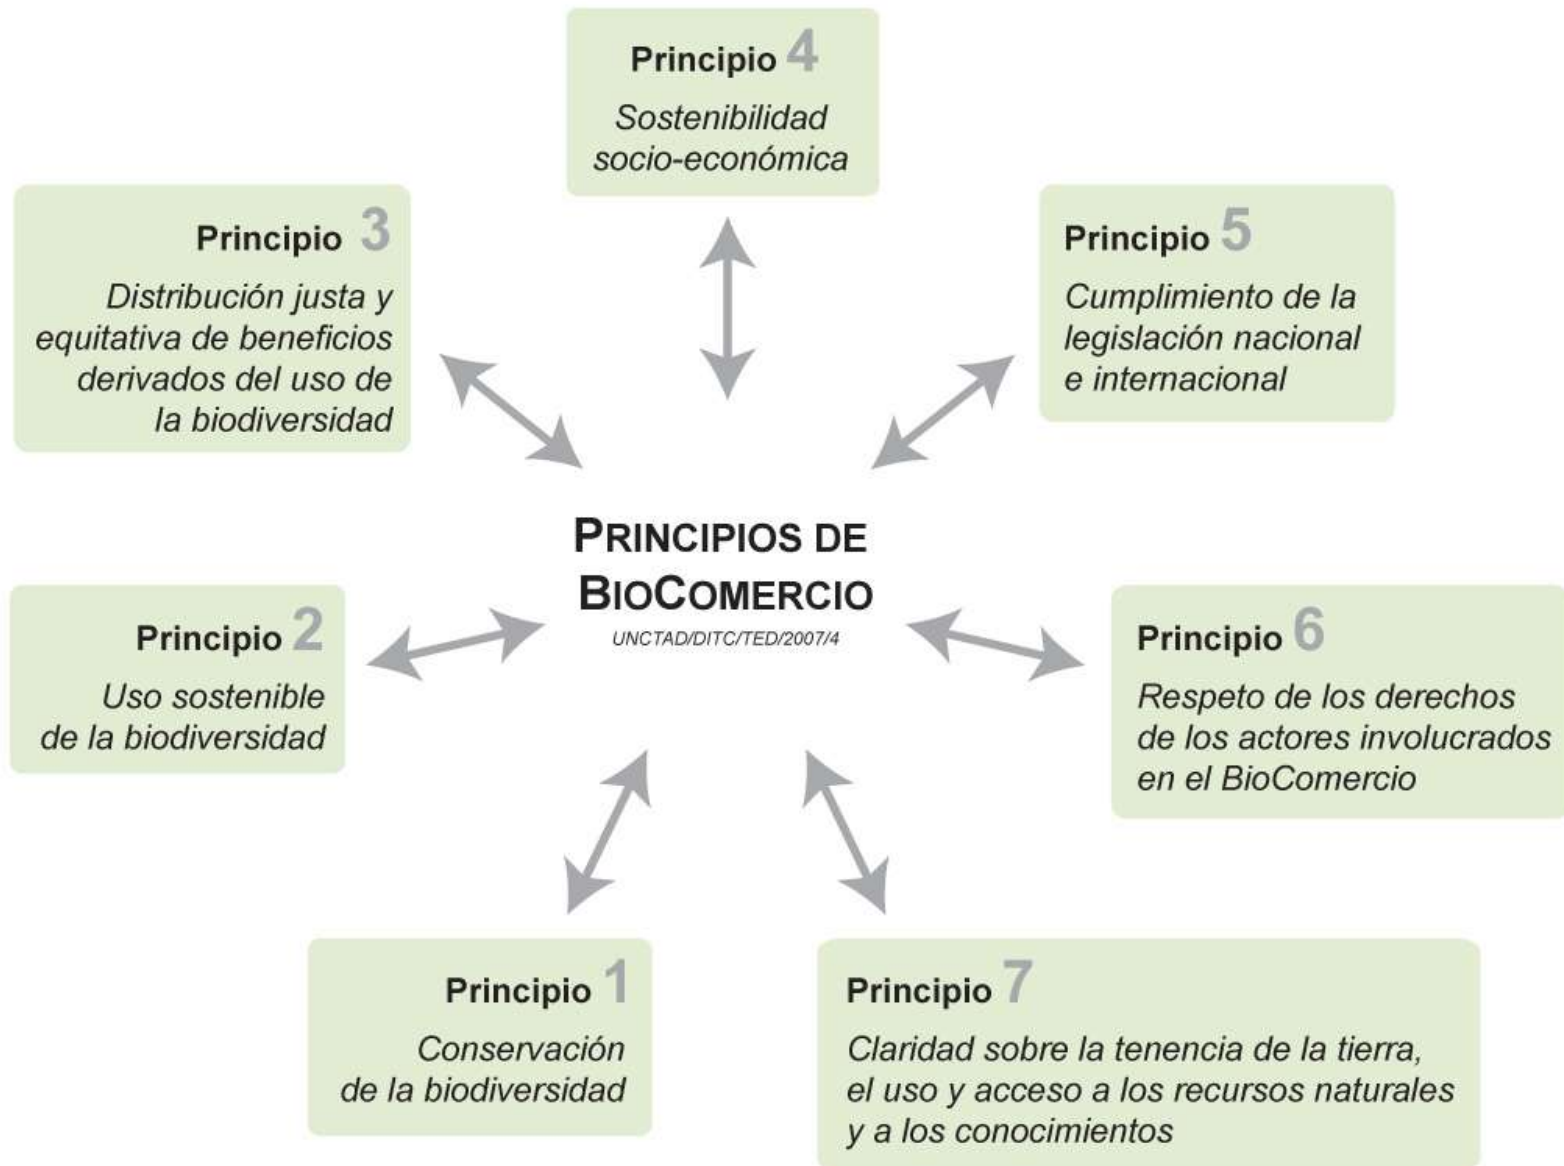 Principio 4
Sostenibilidad
socio-económica
Principio 3
Distribución justa y
equitativa de beneficios
derivados del uso de
la biodiversidad
Principio 5
Cumplimiento de la
legislación nacional
e internacional
PRINCIPIOS DE
BIOCOMERCIO
UNCTAD/DITC/TED/2007/4
Principio 2
Uso sostenible
de la biodiversidad
Principio 6
Respeto de los derechos
de los actores involucrados
en el BioComercio
Principio 1
Conservación
de la biodiversidad
Principio 7
Claridad sobre la tenencia de la tierra,
el uso y acceso a los recursos naturales
y a los conocimientos